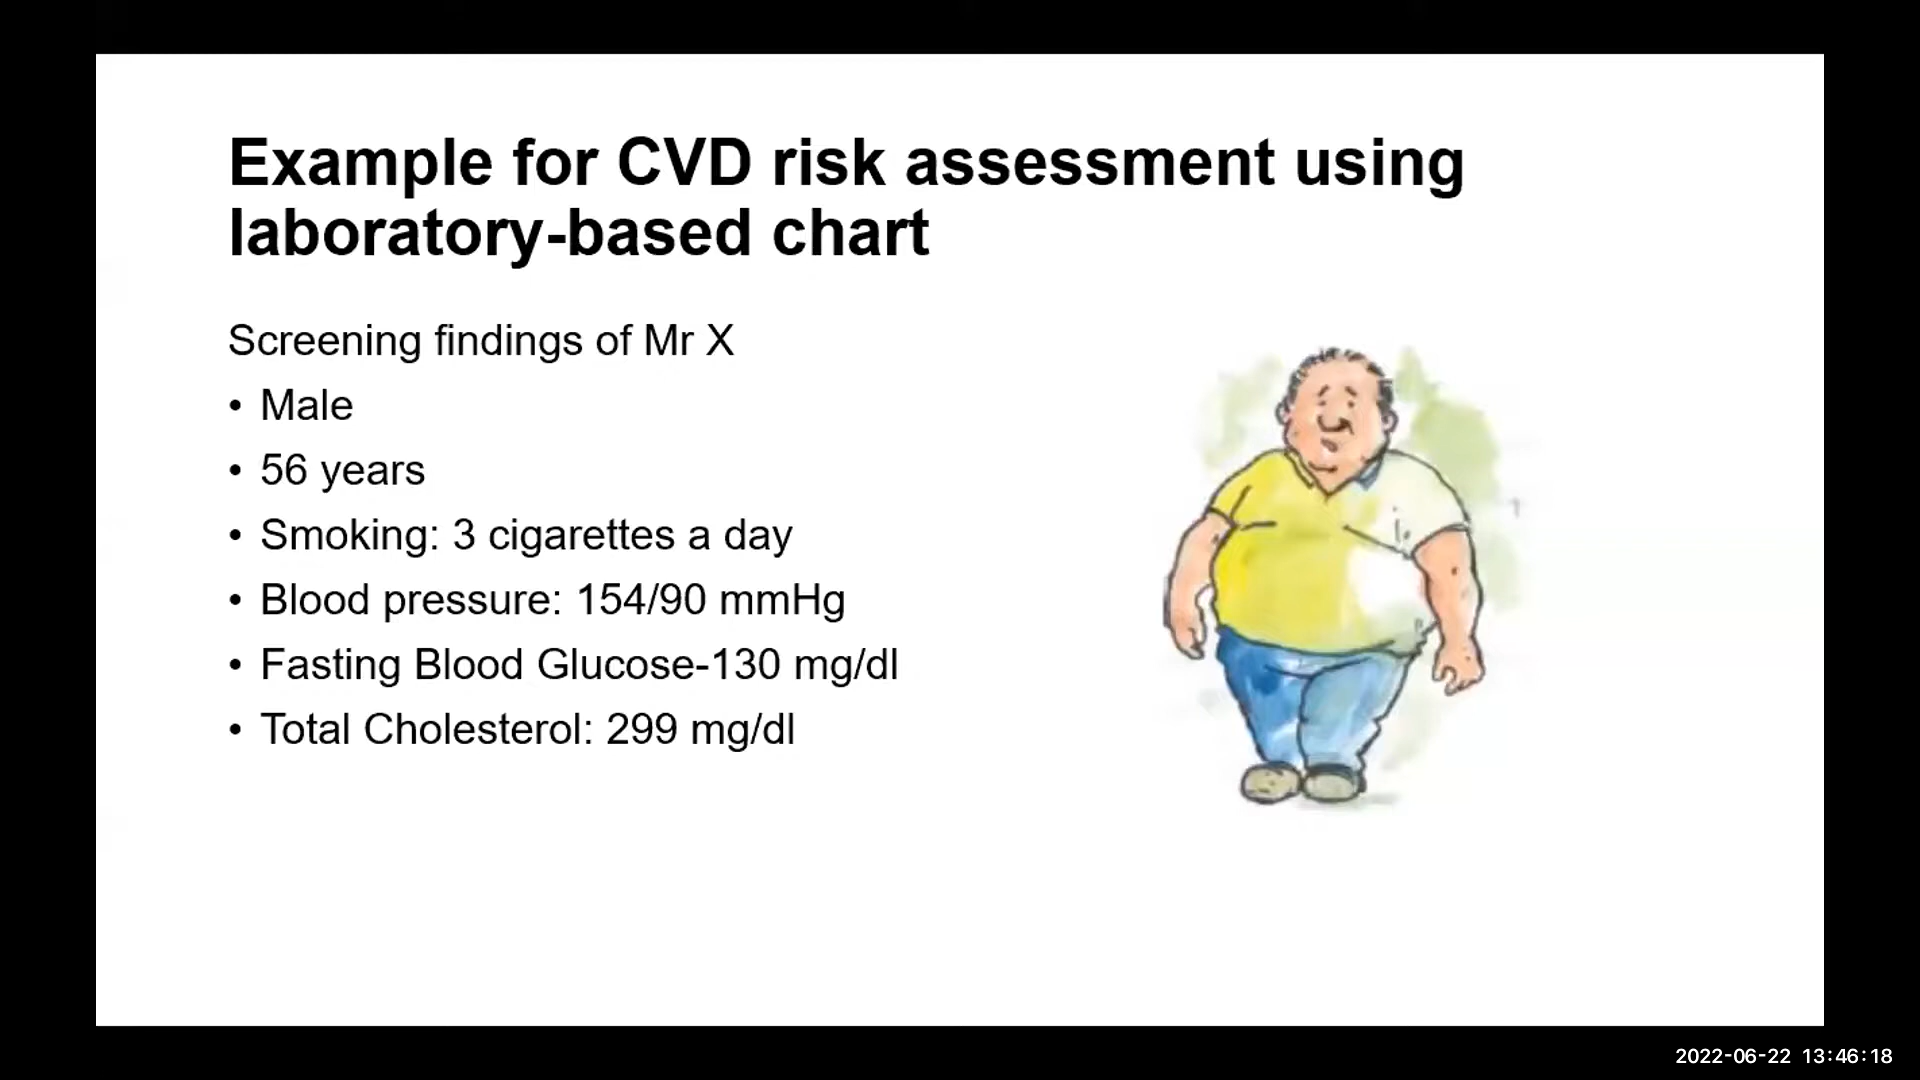 Example for CVD risk assessment using
laboratory-based chart
Screening findings of Mr X
• Male
• 56 years
• Smoking: 3 cigarettes a day
• Blood pressure: 154/90 mmHg
• Fasting Blood Glucose-130 mg/dl
• Total Cholesterol: 299 mg/dl
2022-06-22 13:46:18